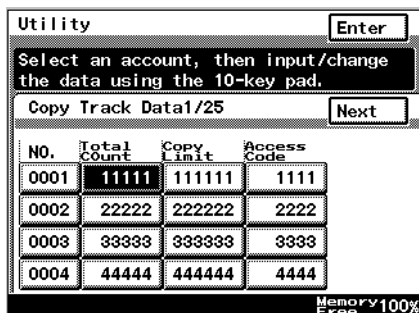 Utility Enter
Select an account, then input/change
the data using the 10-key pad.
Copy Track Data1/25 Next
NO. Total COunt Copy Limit Access Code
0001 11111 111111 1111
0002 22222 222222 2222
0003 33333 333333 3333
0004 44444 444444 4444
Memory Free 100%